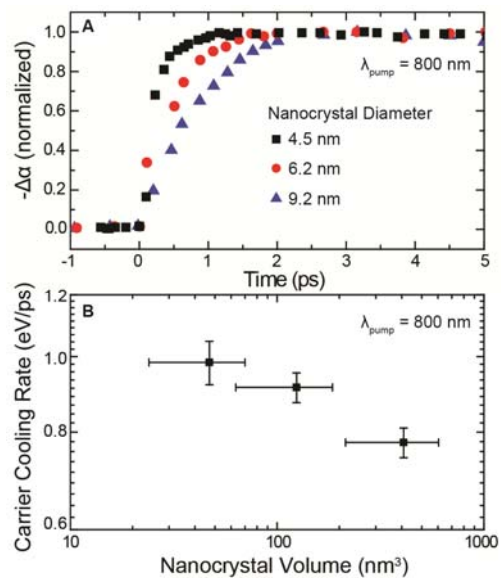 A
λpump = 800 nm
-Δα (normalized)
1.0
0.8
0.6
0.4
0.2
0.0
Nanocrystal Diameter
4.5 nm
6.2 nm
9.2 nm
-1 0 1 2 3 4 5
Time (ps)
B
λpump = 800 nm
Carrier Cooling Rate (eV/ps)
1.2
1.0
0.8
0.6
10 100 1000
Nanocrystal Volume (nm³)